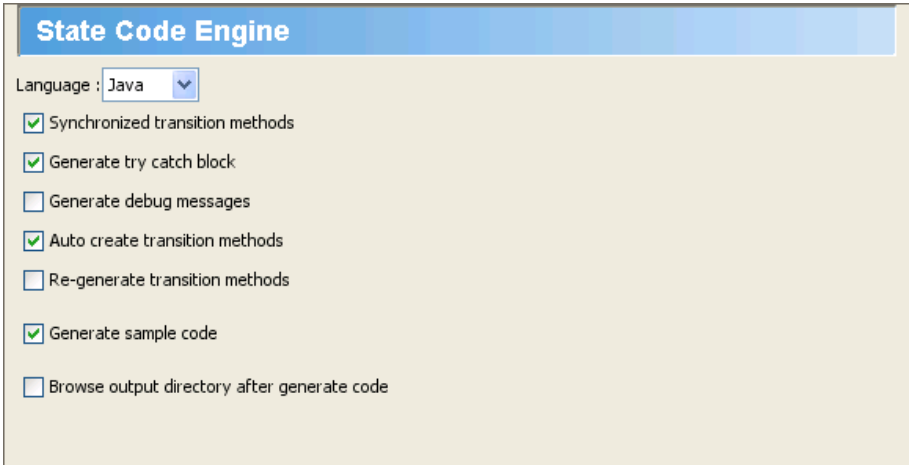 State Code Engine
Language : Java
Synchronized transition methods
Generate try catch block
Generate debug messages
Auto create transition methods
Re-generate transition methods
Generate sample code
Browse output directory after generate code